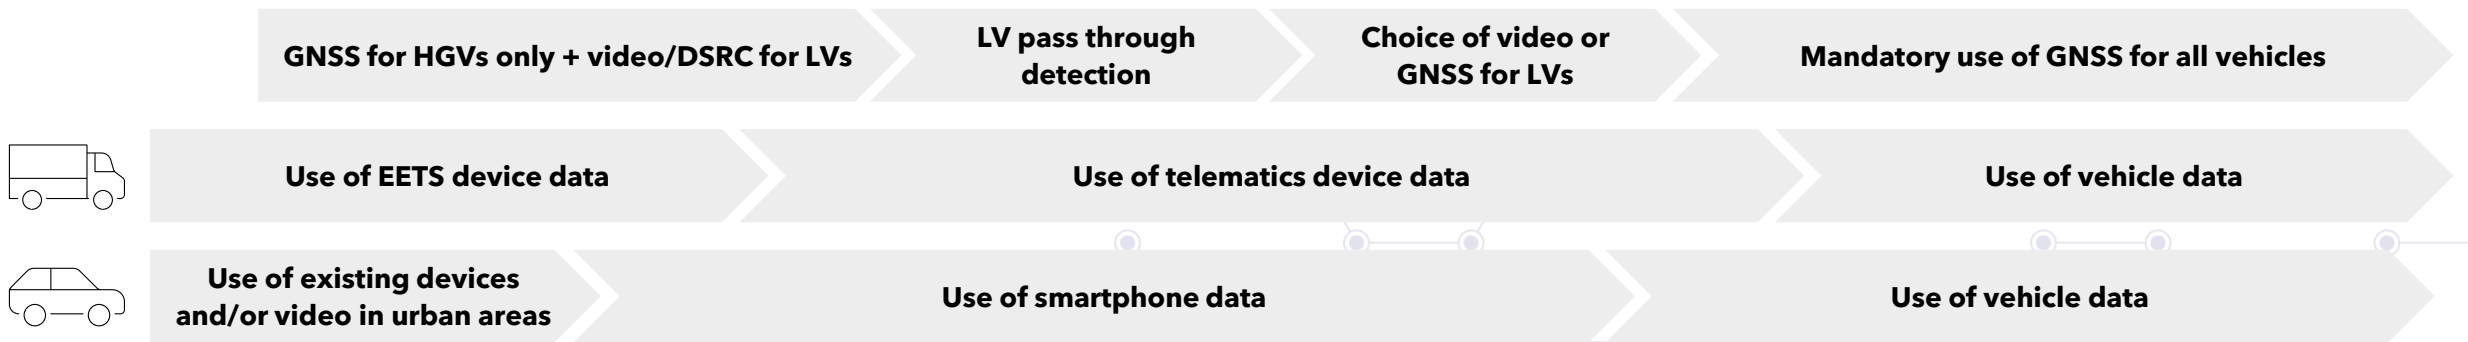 GNSS for HGVs only + video/DSRC for LVs
LV pass through
detection
Choice of video or
GNSS for LVs
Mandatory use of GNSS for all vehicles
Use of EETS device data
Use of telematics device data
Use of vehicle data
Use of existing devices
and/or video in urban areas
Use of smartphone data
Use of vehicle data